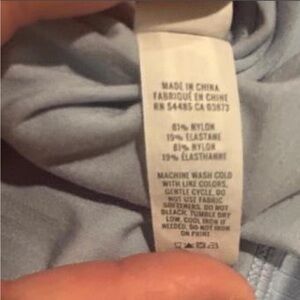 MADE IN CHINA
FABRIQUÉ EN CHINE
RN 54485 CA 03673
81% NYLON
19% ELASTANE
81% NYLON
19% ELASTHANNE
MACHINE WASH COLD
WITH LIKE COLORS,
GENTLE CYCLE. DO
NOT USE FABRIC
SOFTENERS. DO NOT
BLEACH. TUMBLE DRY
LOW. COOL IRON IF
NEEDED. DO NOT IRON
ON PRINT